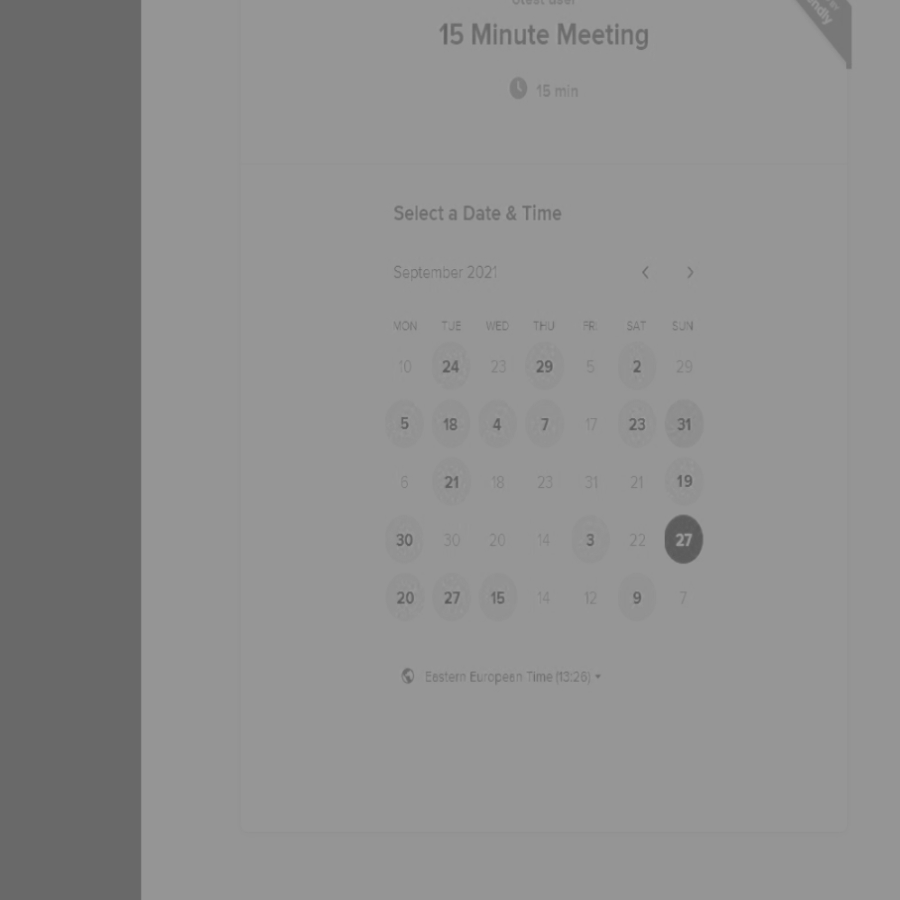 15 Minute Meeting
15 min
Select a Date & Time
September 2021
MON TUE WED THU FRI SAT SUN
10 24 23 29 5 2 29
5 18 4 7 17 23 31
6 21 18 23 31 21 19
30 30 20 14 3 22 27
20 27 15 14 12 9 7
Eastern European Time (13:26)